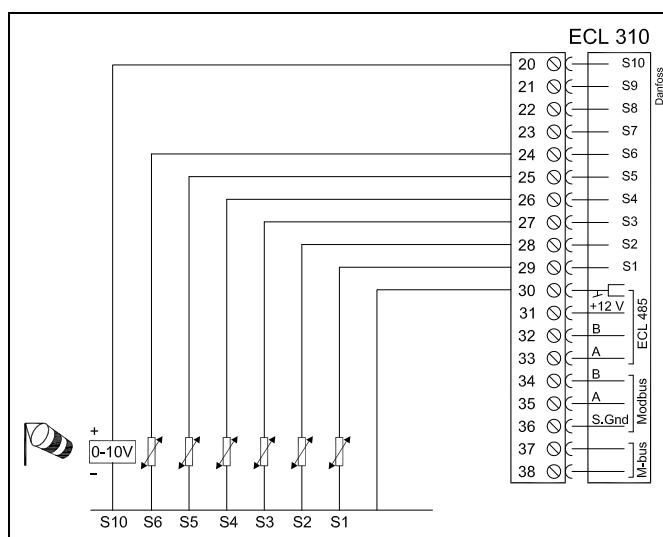 ECL 310
Danfoss
20 S10
21 S9
22 S8
23 S7
24 S6
25 S5
26 S4
27 S3
28 S2
29 S1
30
31 +12 V
32 B
33 A
ECL 485
34 B
35 A
36 S.Gnd
Modbus
37
38
M-bus
+
0-10V
–
S10 S6 S5 S4 S3 S2 S1